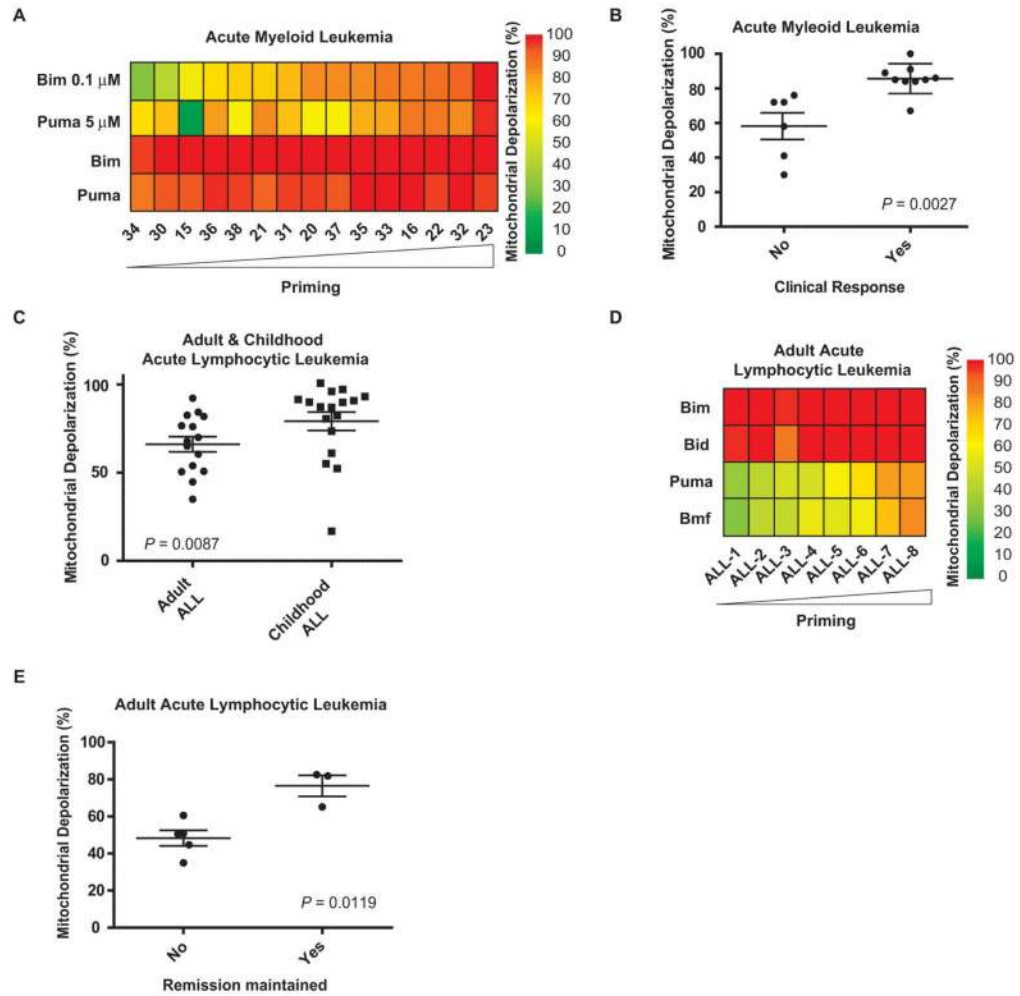 A
Acute Myeloid Leukemia
Bim 0.1 μM
Puma 5 μM
Bim
Puma
34 30 15 36 38 21 31 20 37 35 33 16 22 32 23
Priming
Mitochondrial Depolarization (%)
100
90
80
70
60
50
40
30
20
10
0
B
Acute Myleoid Leukemia
Mitochondrial Depolarization (%)
100
80
60
40
20
0
P = 0.0027
No Yes
Clinical Response
C
Adult & Childhood
Acute Lymphocytic Leukemia
Mitochondrial Depolarization (%)
100
50
0
P = 0.0087
Adult
ALL
Childhood
ALL
D
Adult Acute
Lymphocytic Leukemia
Bim
Bid
Puma
Bmf
ALL-1 ALL-2 ALL-3 ALL-4 ALL-5 ALL-6 ALL-7 ALL-8
Priming
Mitochondrial Depolarization (%)
100
90
80
70
60
50
40
30
20
10
0
E
Adult Acute Lymphocytic Leukemia
Mitochondrial Depolarization (%)
100
80
60
40
20
0
P = 0.0119
No Yes
Remission maintained